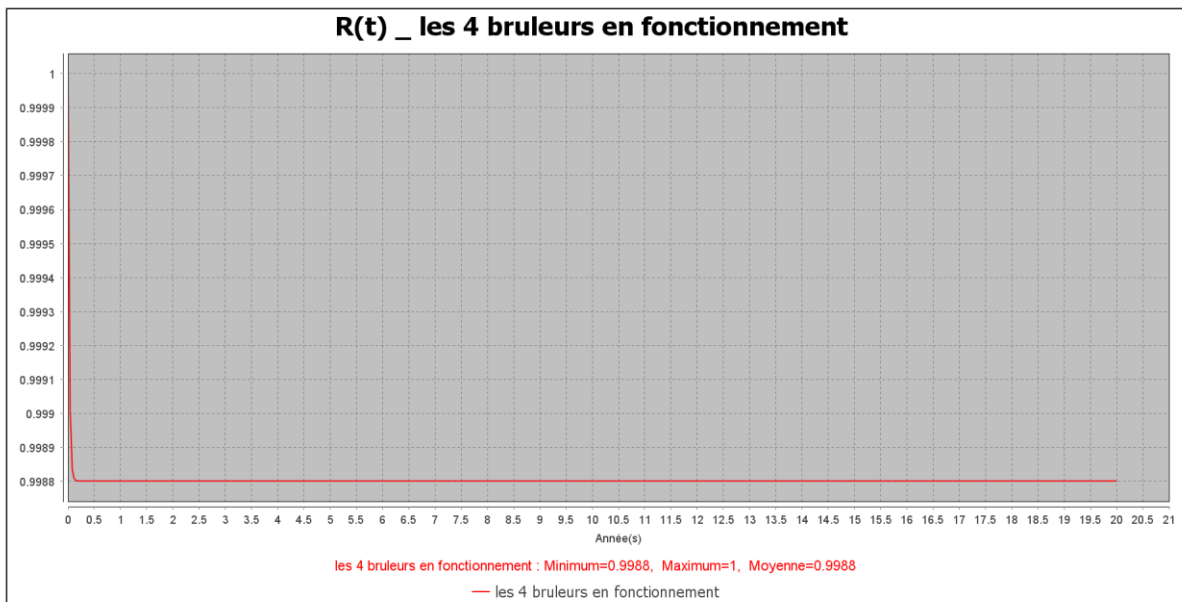 R(t) _ les 4 bruleurs en fonctionnement
1
0.9999
0.9998
0.9997
0.9996
0.9995
0.9994
0.9993
0.9992
0.9991
0.999
0.9989
0.9988
0 0.5 1 1.5 2 2.5 3 3.5 4 4.5 5 5.5 6 6.5 7 7.5 8 8.5 9 9.5 10 10.5 11 11.5 12 12.5 13 13.5 14 14.5 15 15.5 16 16.5 17 17.5 18 18.5 19 19.5 20 20.5 21
Année(s)
les 4 bruleurs en fonctionnement : Minimum=0.9988, Maximum=1, Moyenne=0.9988
les 4 bruleurs en fonctionnement